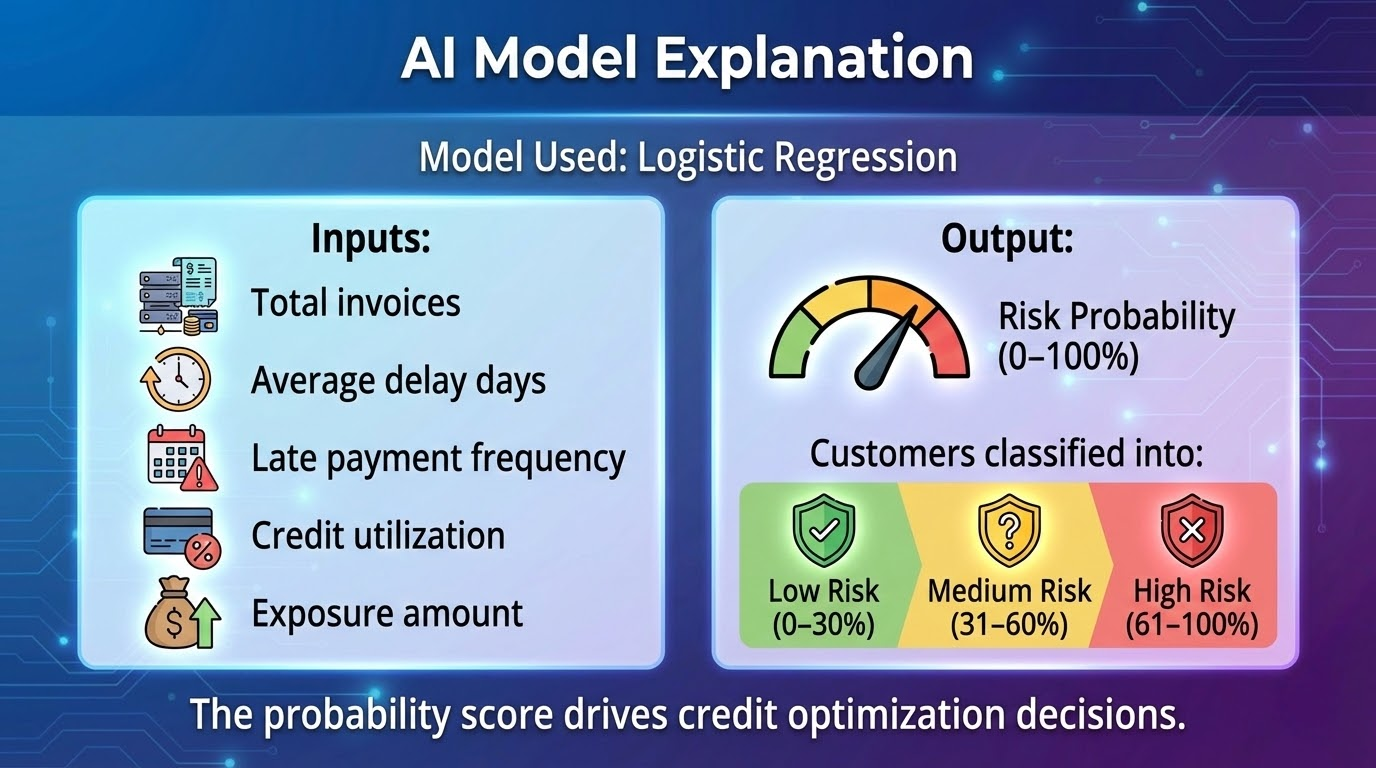 AI Model Explanation
Model Used: Logistic Regression
Inputs:
Total invoices
Average delay days
Late payment frequency
Credit utilization
Exposure amount
Output:
Risk Probability
(0–100%)
Customers classified into:
Low Risk
(0–30%)
Medium Risk
(31–60%)
High Risk
(61–100%)
The probability score drives credit optimization decisions.